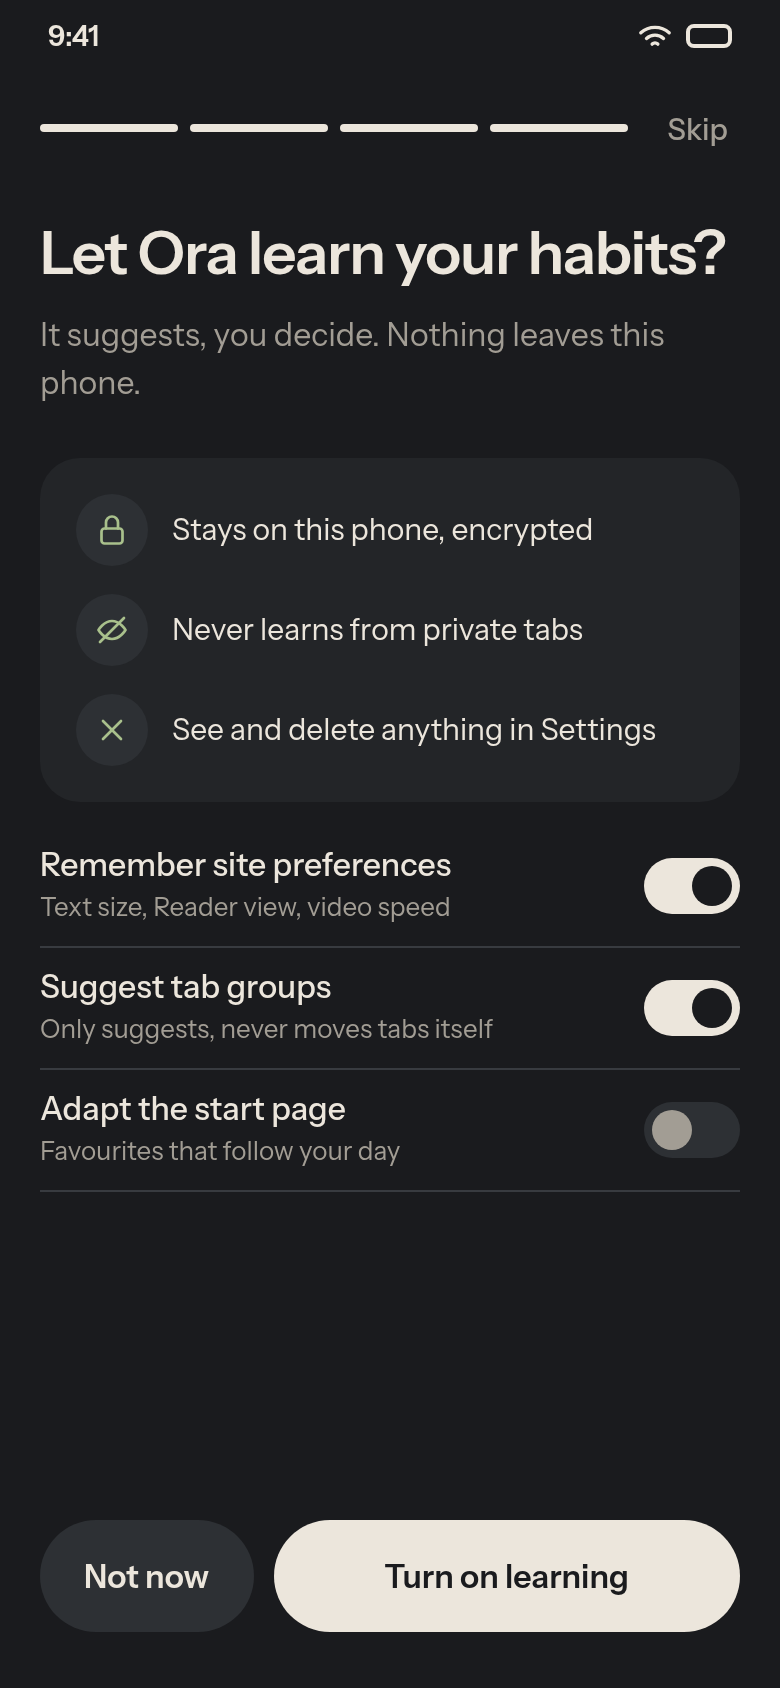 9:41
Skip
Let Ora learn your habits?
It suggests, you decide. Nothing leaves this
phone.
Stays on this phone, encrypted
Never learns from private tabs
See and delete anything in Settings
Remember site preferences
Text size, Reader view, video speed
Suggest tab groups
Only suggests, never moves tabs itself
Adapt the start page
Favourites that follow your day
Not now
Turn on learning